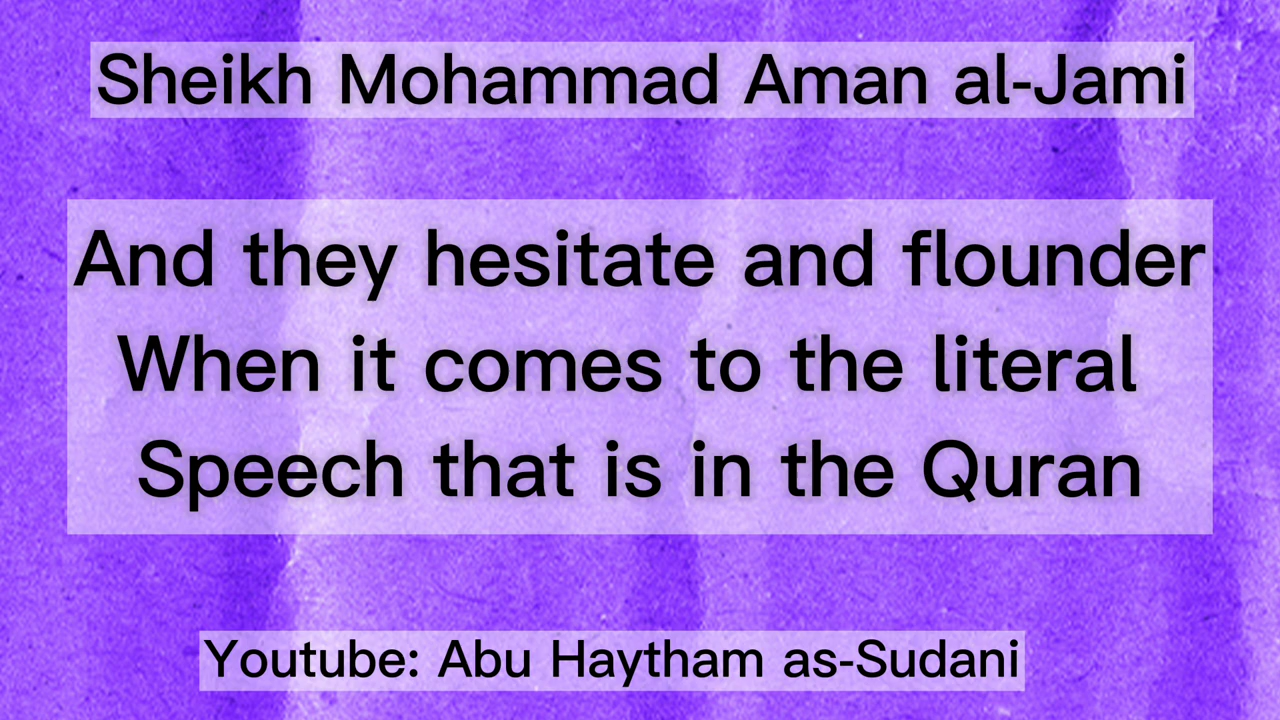 Sheikh Mohammad Aman al-Jami
And they hesitate and flounder
When it comes to the literal
Speech that is in the Quran
Youtube: Abu Haytham as-Sudani